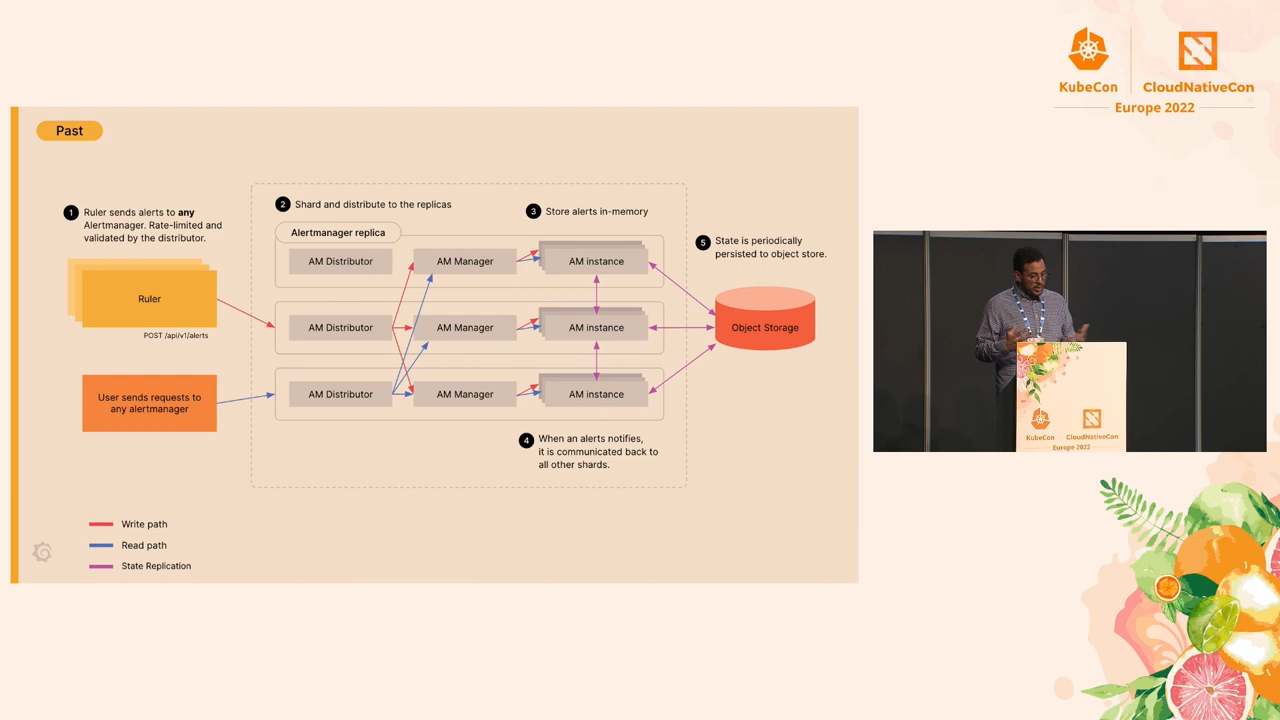 KubeCon
CloudNativeCon
Europe 2022
Past
1 Ruler sends alerts to any
Alertmanager. Rate-limited and
validated by the distributor.
2 Shard and distribute to the replicas
3 Store alerts in-memory
Alertmanager replica
5 State is periodically
persisted to object store.
AM Distributor
AM Manager
AM instance
Ruler
POST /api/v1/alerts
AM Distributor
AM Manager
AM instance
Object Storage
User sends requests to
any alertmanager
AM Distributor
AM Manager
AM instance
4 When an alerts notifies,
it is communicated back to
all other shards.
Write path
Read path
State Replication
KubeCon
CloudNativeCon
Europe 2022